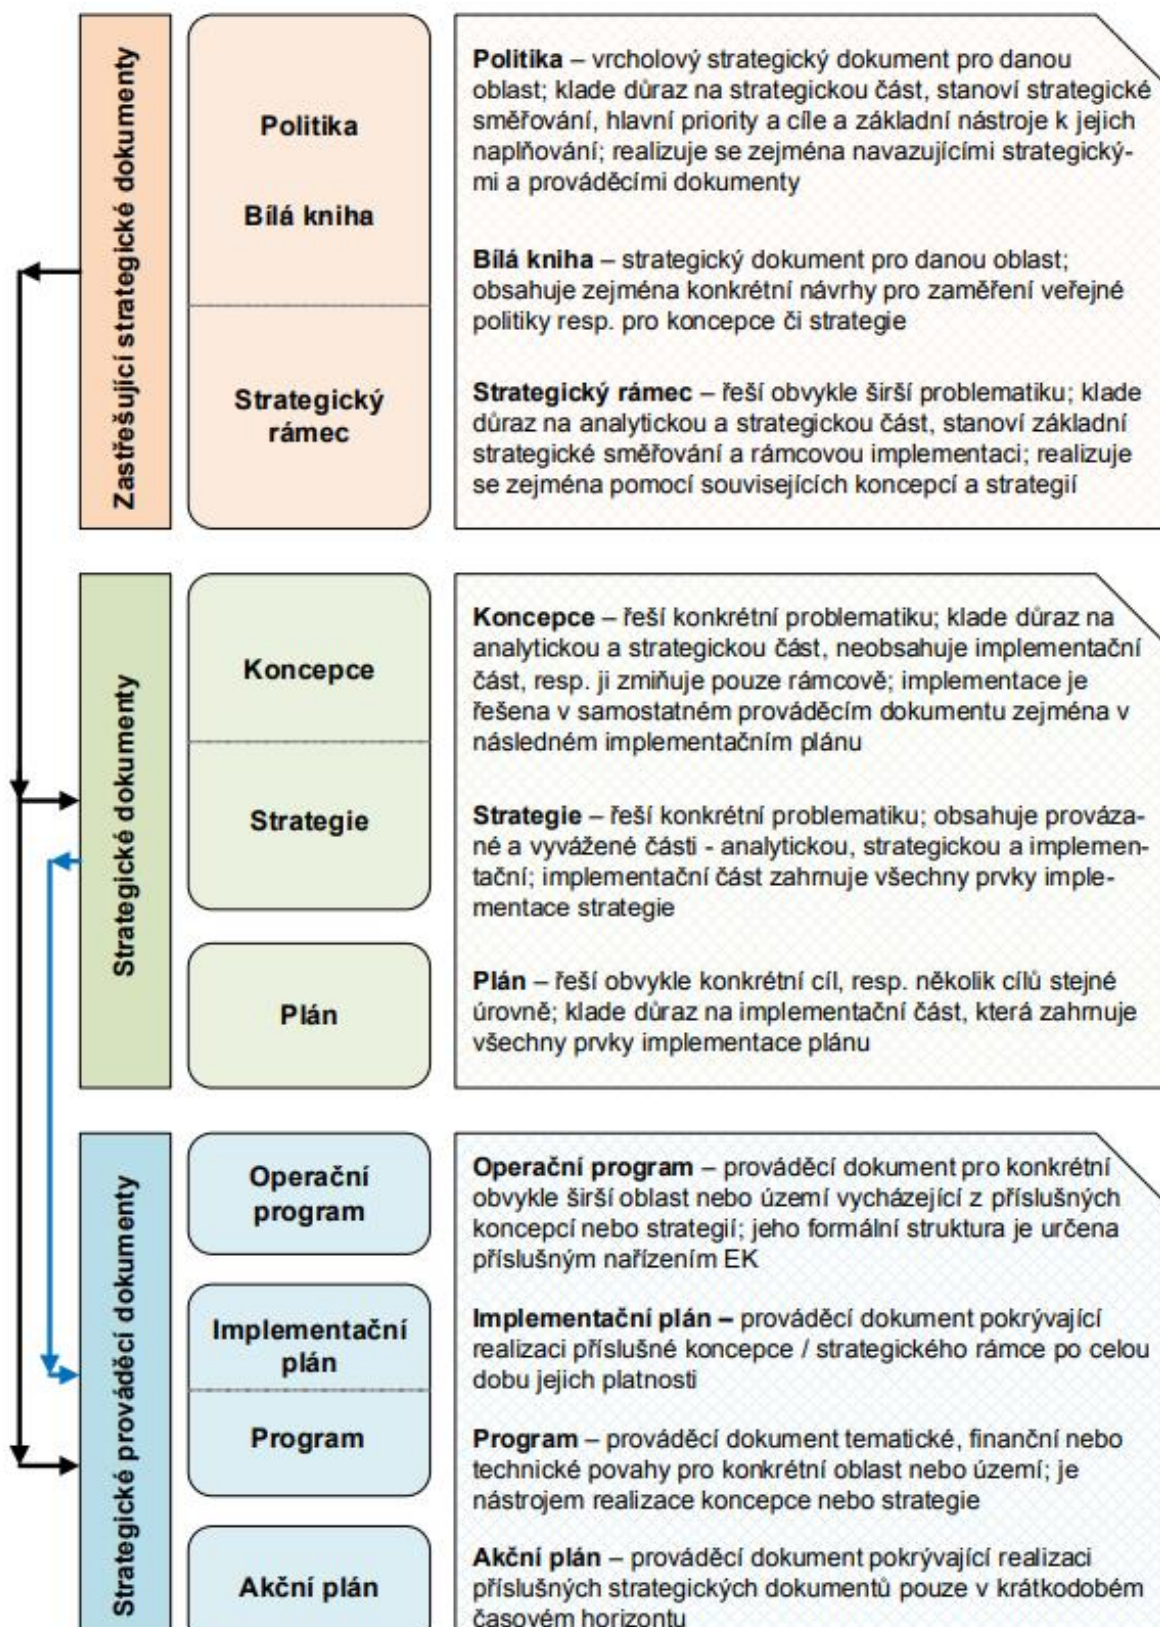 Zastřešující strategické dokumenty
Politika
Bílá kniha
Strategický
rámec
Politika – vrcholový strategický dokument pro danou
oblast; klade důraz na strategickou část, stanoví strategické
směřování, hlavní priority a cíle a základní nástroje k jejich
naplňování; realizuje se zejména navazujícími strategický-
mi a prováděcími dokumenty
Bílá kniha – strategický dokument pro danou oblast;
obsahuje zejména konkrétní návrhy pro zaměření veřejné
politiky resp. pro koncepce či strategie
Strategický rámec – řeší obvykle širší problematiku; klade
důraz na analytickou a strategickou část, stanoví základní
strategické směřování a rámcovou implementaci; realizuje
se zejména pomocí souvisejících koncepcí a strategií
Strategické dokumenty
Koncepce
Strategie
Plán
Koncepce – řeší konkrétní problematiku; klade důraz na
analytickou a strategickou část, neobsahuje implementační
část, resp. ji zmiňuje pouze rámcově; implementace je
řešena v samostatném prováděcím dokumentu zejména v
následném implementačním plánu
Strategie – řeší konkrétní problematiku; obsahuje prováza-
né a vyvážené části - analytickou, strategickou a implemen-
tační; implementační část zahrnuje všechny prvky imple-
mentace strategie
Plán – řeší obvykle konkrétní cíl, resp. několik cílů stejné
úrovně; klade důraz na implementační část, která zahrnuje
všechny prvky implementace plánu
Strategické prováděcí dokumenty
Operační
program
Implementační
plán
Program
Akční plán
Operační program – prováděcí dokument pro konkrétní
obvykle širší oblast nebo území vycházející z příslušných
koncepcí nebo strategií; jeho formální struktura je určena
příslušným nařízením EK
Implementační plán – prováděcí dokument pokrývající
realizaci příslušné koncepce / strategického rámce po celou
dobu jejich platnosti
Program – prováděcí dokument tematické, finanční nebo
technické povahy pro konkrétní oblast nebo území; je
nástrojem realizace koncepce nebo strategie
Akční plán – prováděcí dokument pokrývající realizaci
příslušných strategických dokumentů pouze v krátkodobém
časovém horizontu